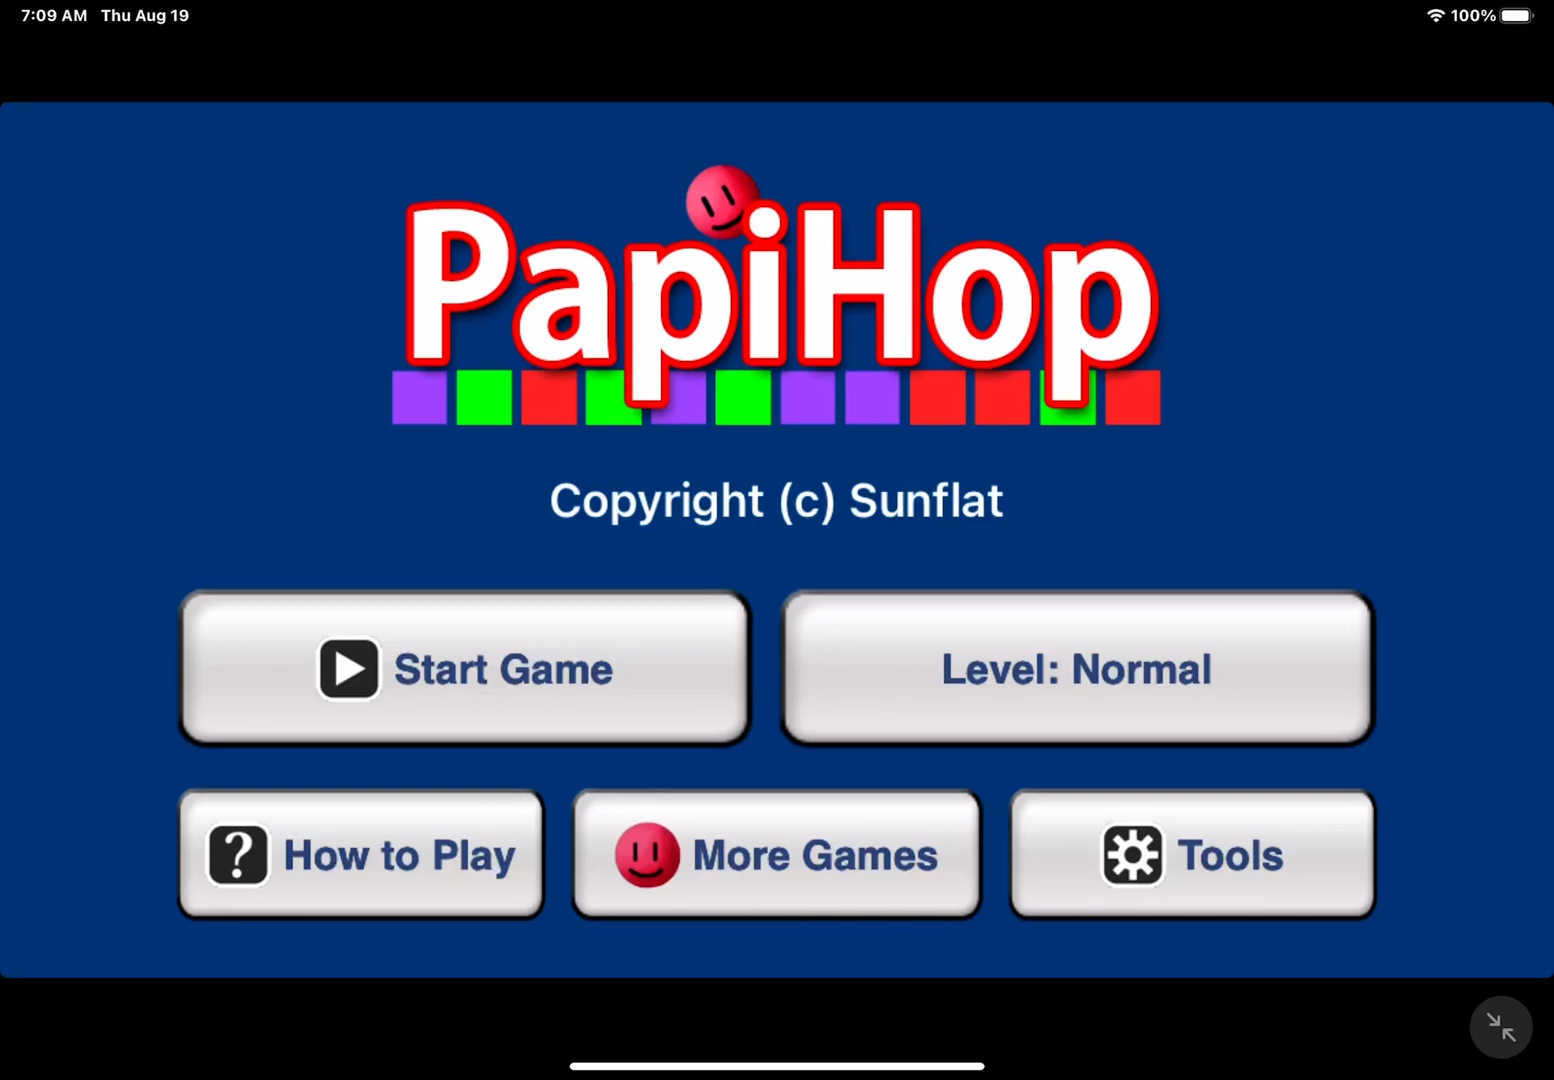 7:09 AM Thu Aug 19 100%
PapiHop
Copyright (c) Sunflat
Start Game
Level: Normal
? How to Play
More Games
Tools